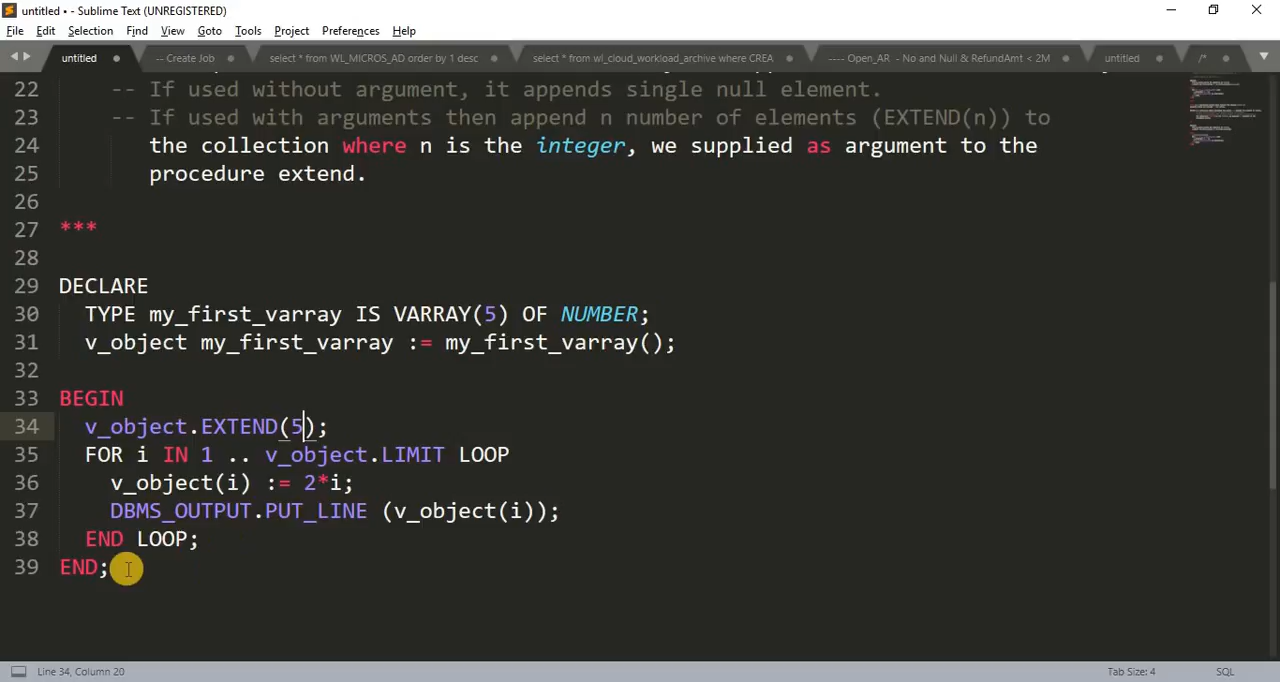 untitled • - Sublime Text (UNREGISTERED)
File Edit Selection Find View Goto Tools Project Preferences Help
untitled -- Create Job select * from WL_MICROS_AD order by 1 desc select * from wl_cloud_workload_archive where CREA ---- Open_AR - No and Null & RefundAmt < 2M untitled /*
22 -- If used without argument, it appends single null element.
23 -- If used with arguments then append n number of elements (EXTEND(n)) to
24 the collection where n is the integer, we supplied as argument to the
25 procedure extend.
26
27 ***
28
29 DECLARE
30 TYPE my_first_varray IS VARRAY(5) OF NUMBER;
31 v_object my_first_varray := my_first_varray();
32
33 BEGIN
34 v_object.EXTEND(5);
35 FOR i IN 1 .. v_object.LIMIT LOOP
36 v_object(i) := 2*i;
37 DBMS_OUTPUT.PUT_LINE (v_object(i));
38 END LOOP;
39 END;
Line 34, Column 20 Tab Size: 4 SQL